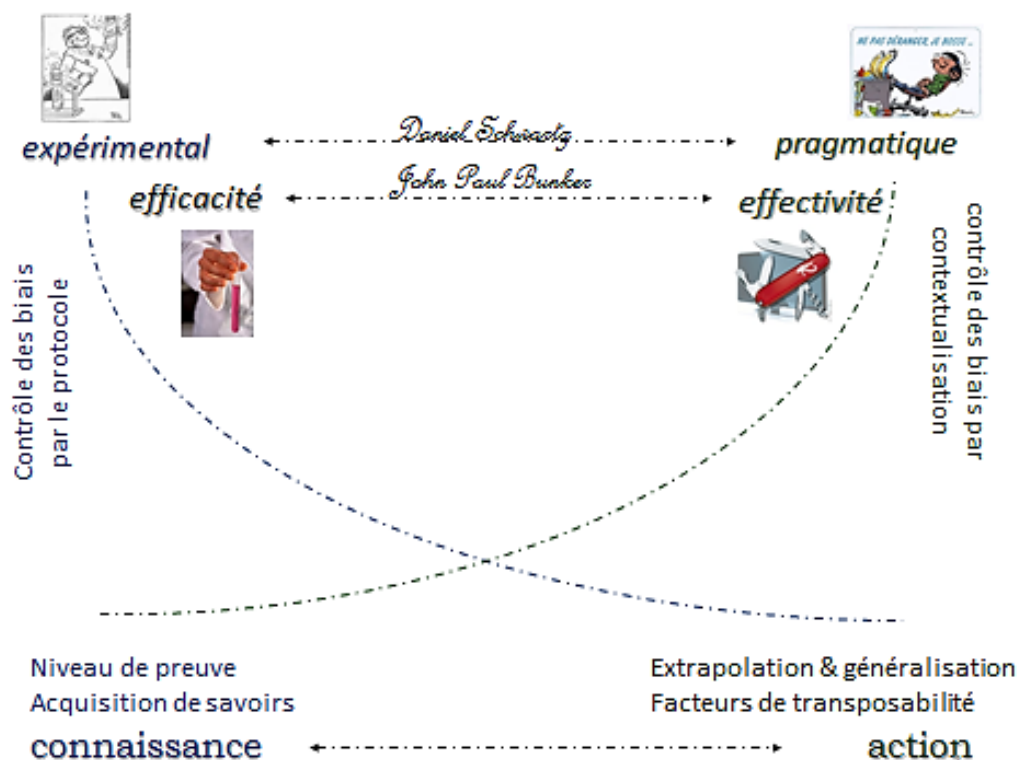 NE PAS DÉRANGER, JE BOSSE ...
expérimental
Daniel Schwartz
pragmatique
efficacité
John Paul Bunker
effectivité
Contrôle des biais
par le protocole
contrôle des biais par
contextualisation
Niveau de preuve
Acquisition de savoirs
connaissance
Extrapolation & généralisation
Facteurs de transposabilité
action